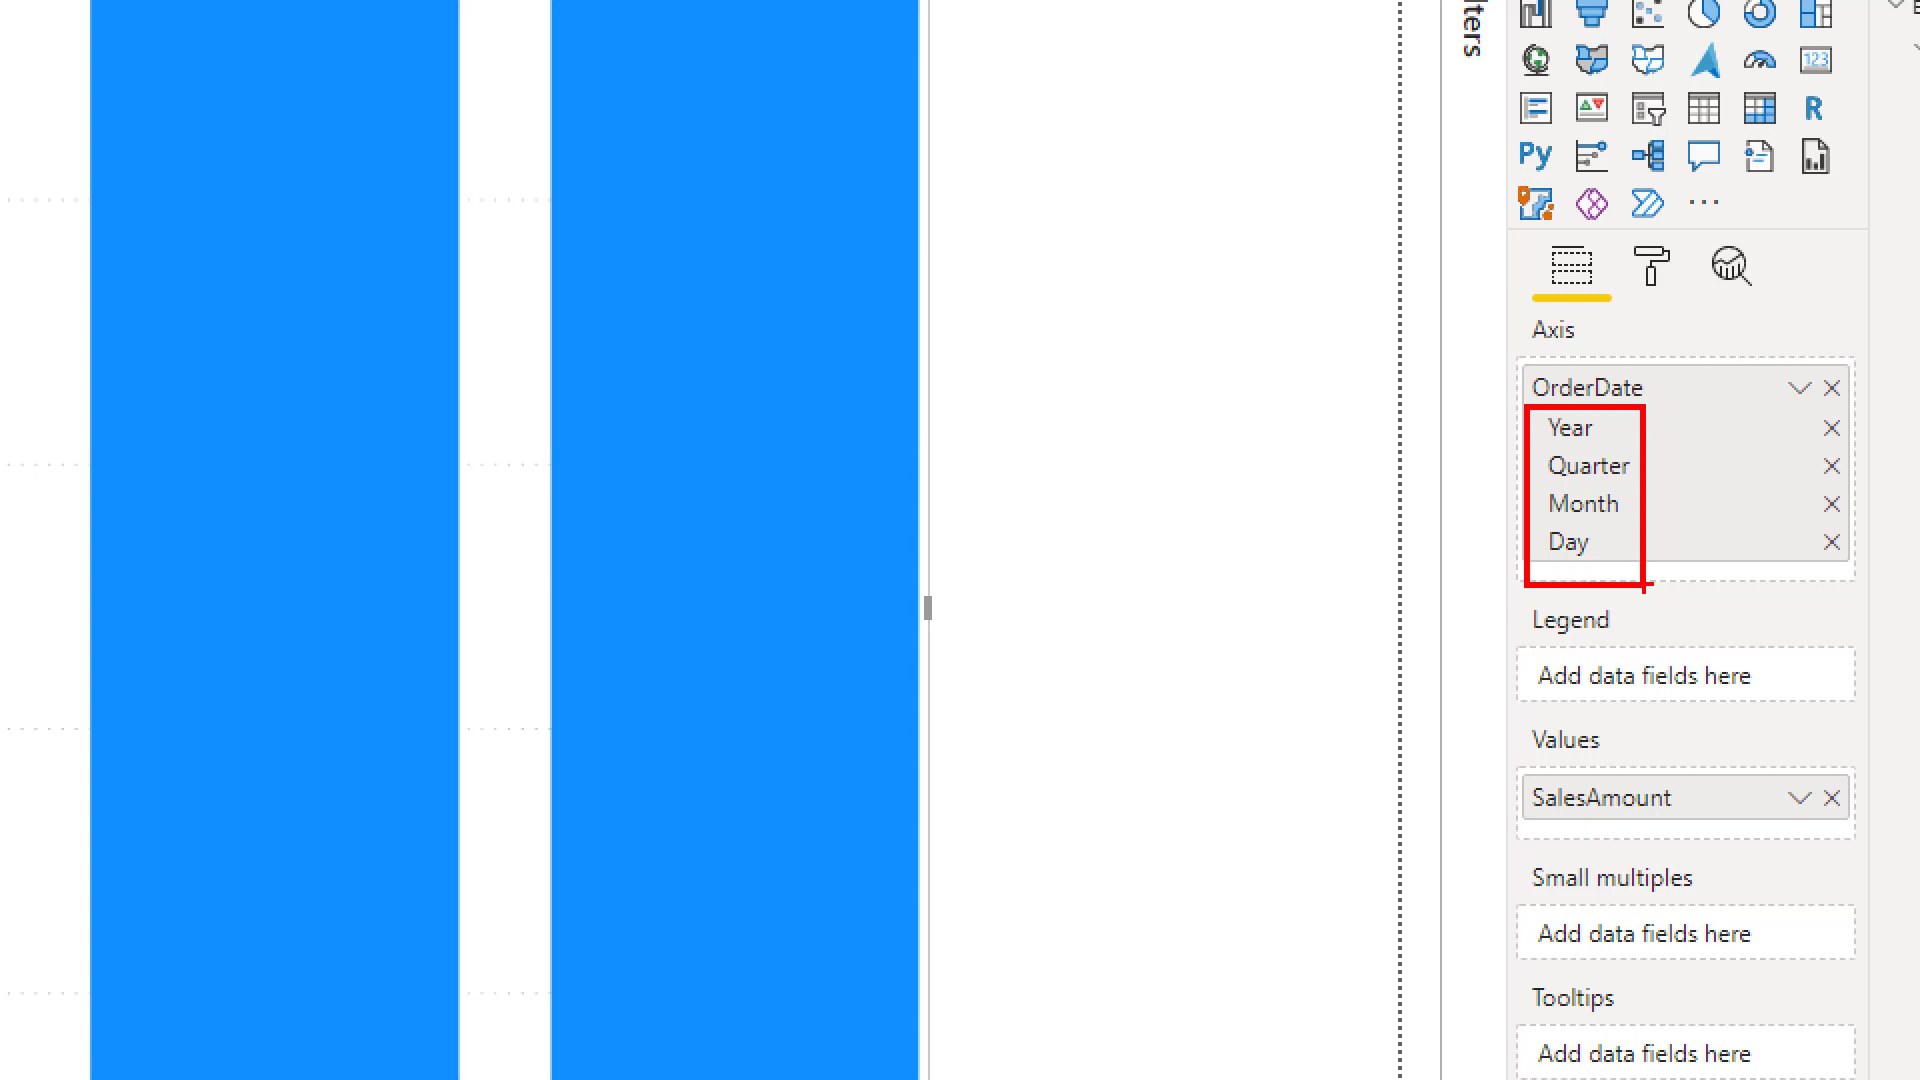 lters
123
R
Py
Axis
OrderDate
Year
Quarter
Month
Day
Legend
Add data fields here
Values
SalesAmount
Small multiples
Add data fields here
Tooltips
Add data fields here